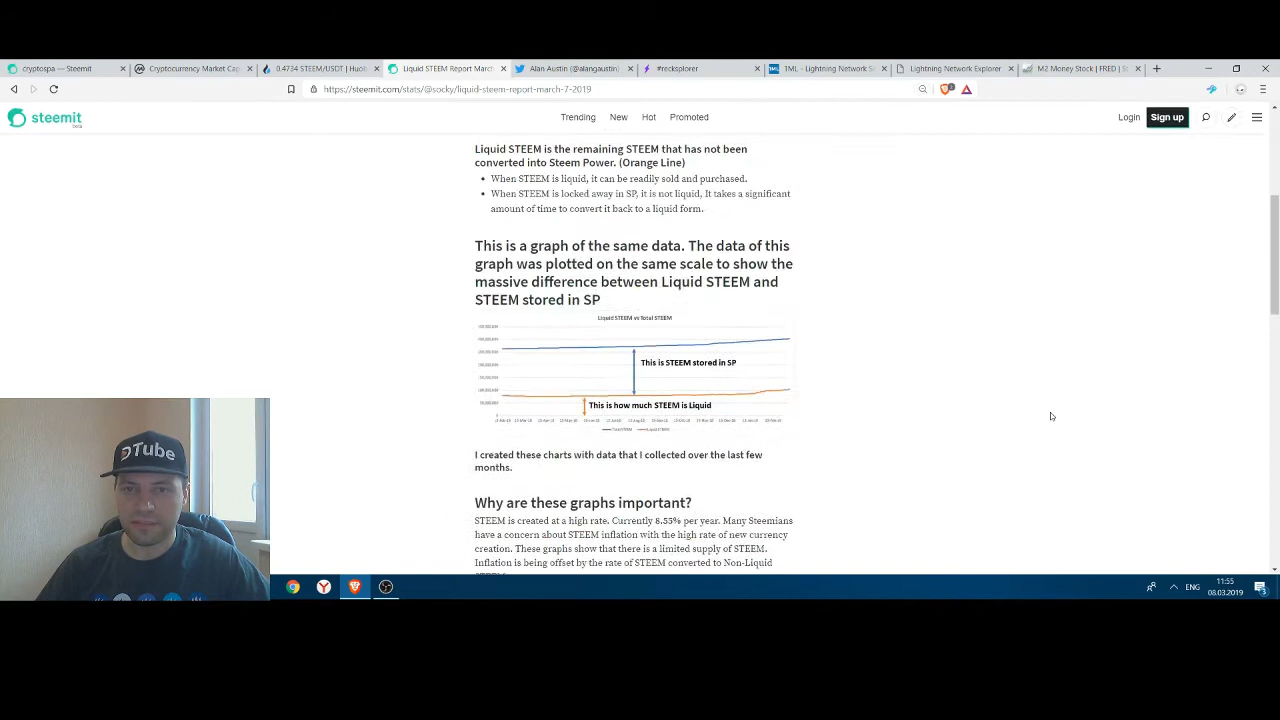 cryptospa — Steemit
Cryptocurrency Market Cap
0.4734 STEEM/USDT | Huobi
Liquid STEEM Report March
Alan Austin (@alangaustin)
#recksplorer
1ML - Lightning Network S
Lightning Network Explorer
M2 Money Stock | FRED | St
https://steemit.com/stats/@socky/liquid-steem-report-march-7-2019
steemit
beta
Trending New Hot Promoted
Login Sign up
Liquid STEEM is the remaining STEEM that has not been
converted into Steem Power. (Orange Line)
• When STEEM is liquid, it can be readily sold and purchased.
• When STEEM is locked away in SP, it is not liquid, It takes a significant
amount of time to convert it back to a liquid form.
This is a graph of the same data. The data of this
graph was plotted on the same scale to show the
massive difference between Liquid STEEM and
STEEM stored in SP
Liquid STEEM vs Total STEEM
This is STEEM stored in SP
This is how much STEEM is Liquid
Total STEEM Liquid STEEM
I created these charts with data that I collected over the last few
months.
Why are these graphs important?
STEEM is created at a high rate. Currently 8.55% per year. Many Steemians
have a concern about STEEM inflation with the high rate of new currency
creation. These graphs show that there is a limited supply of STEEM.
Inflation is being offset by the rate of STEEM converted to Non-Liquid
DTube
ENG
11:55
08.03.2019